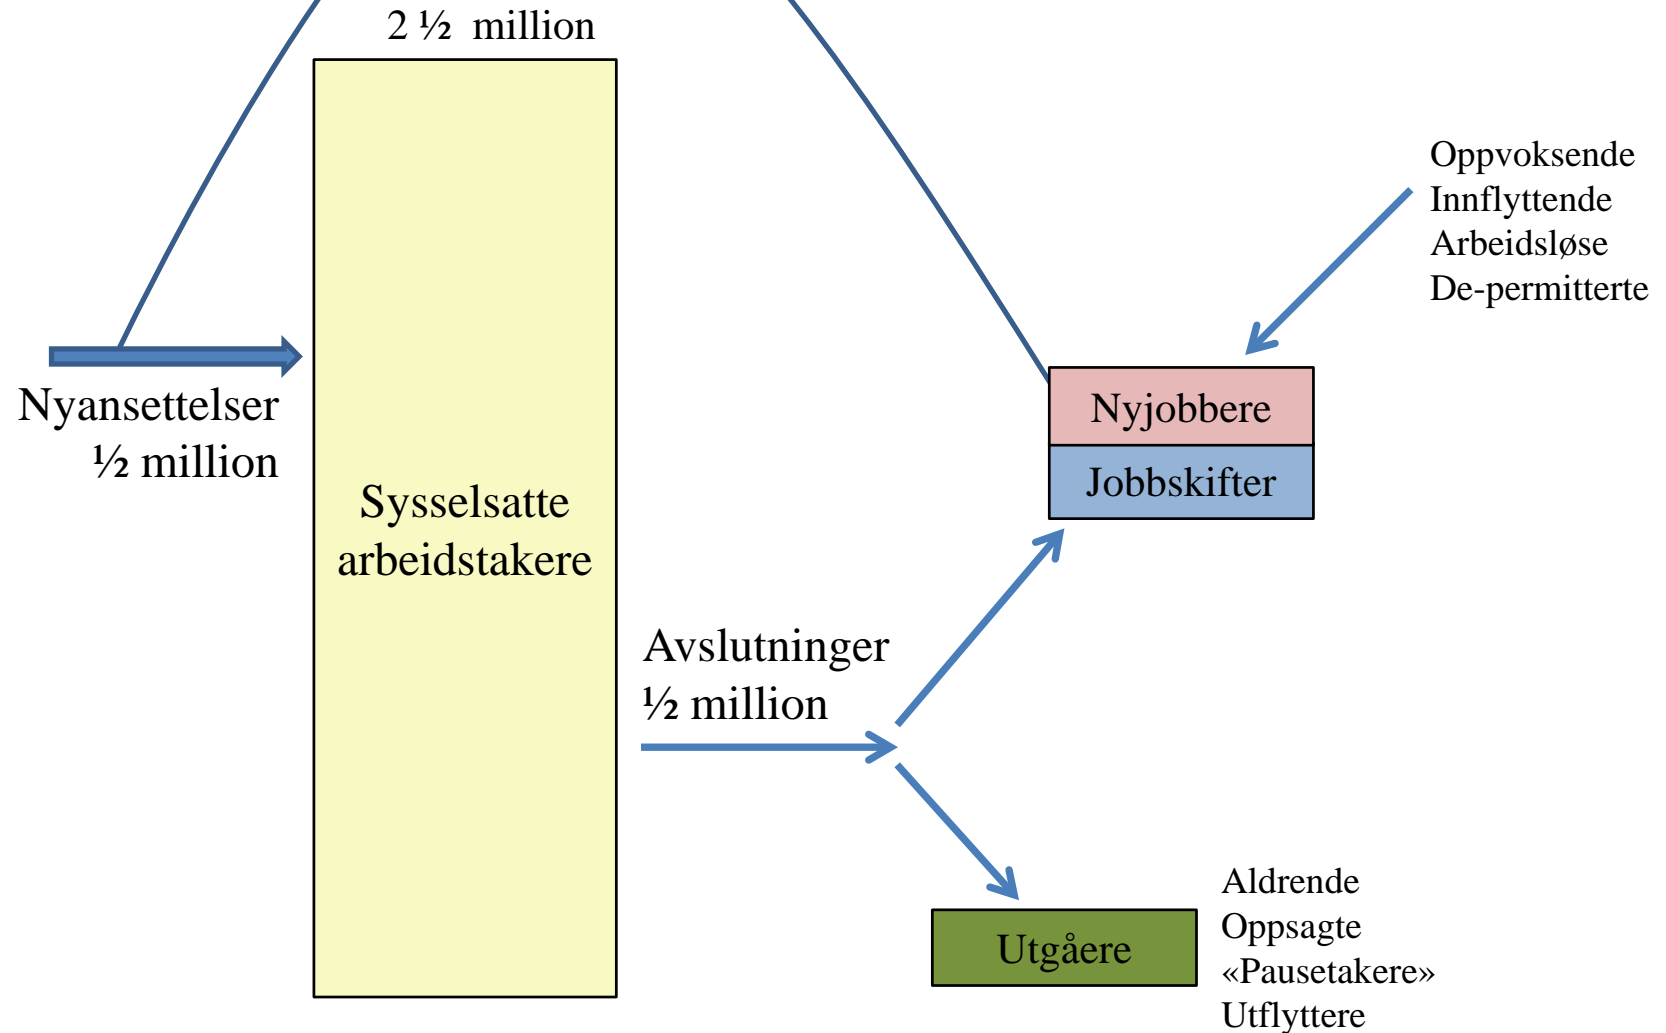 2 ½ million
Oppvoksende
Innflyttende
Arbeidsløse
De-permitterte
Nyansettelser
½ million
Nyjobbere
Jobbskifter
Sysselsatte
arbeidstakere
Avslutninger
½ million
Utgåere
Aldrende
Oppsagte
«Pausetakere»
Utflyttere